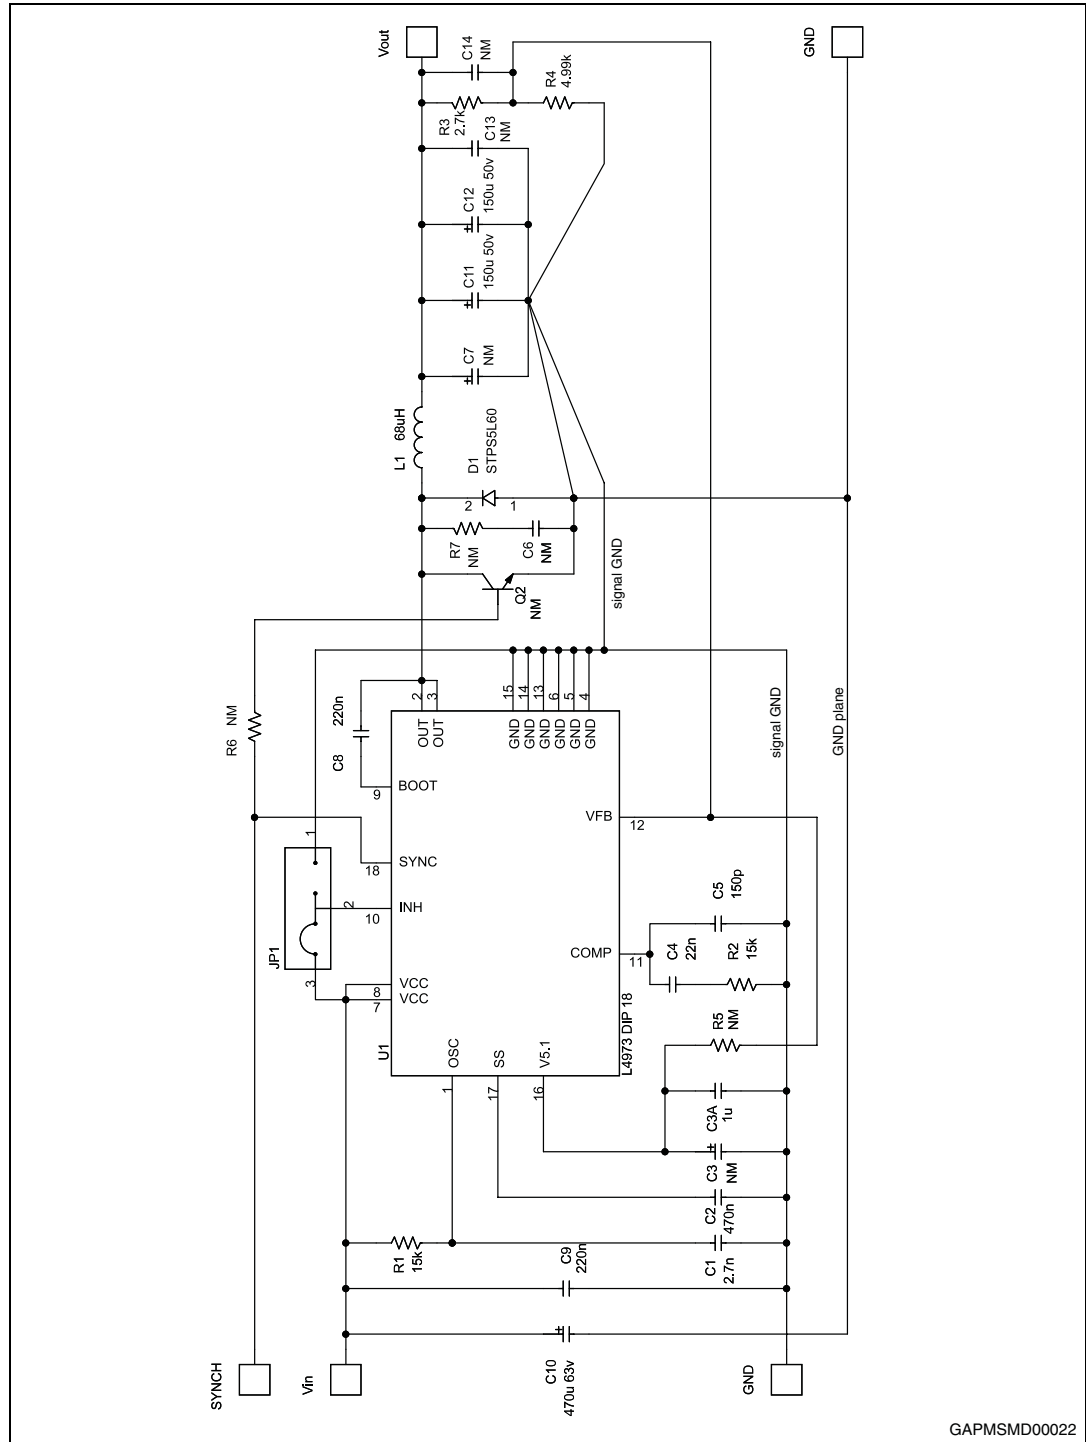 Vout
GND
C14
NM
R3
2.7k
R4
4.99k
C13
NM
C12
150u 50v
C11
150u 50v
C7
NM
L1 68uH
D1
STPS5L60
2
1
R7
NM
C6
NM
Q2
NM
signal GND
R6 NM
C8
220n
2
3
OUT
OUT
15
14
13
6
5
4
GND
GND
GND
GND
GND
GND
9
BOOT
VFB
12
signal GND
GND plane
1
18
SYNC
2
10
INH
JP1
3
8
7
VCC
VCC
COMP
11
C5
150p
C4
22n
R2
15k
U1
L4973 DIP 18
OSC
1
SS
17
V5.1
16
R5
NM
C3A
1u
C3
NM
C2
470n
C1
2.7n
R1
15k
C9
220n
C10
470u 63v
SYNCH
Vin
GND
GAPMSMD00022